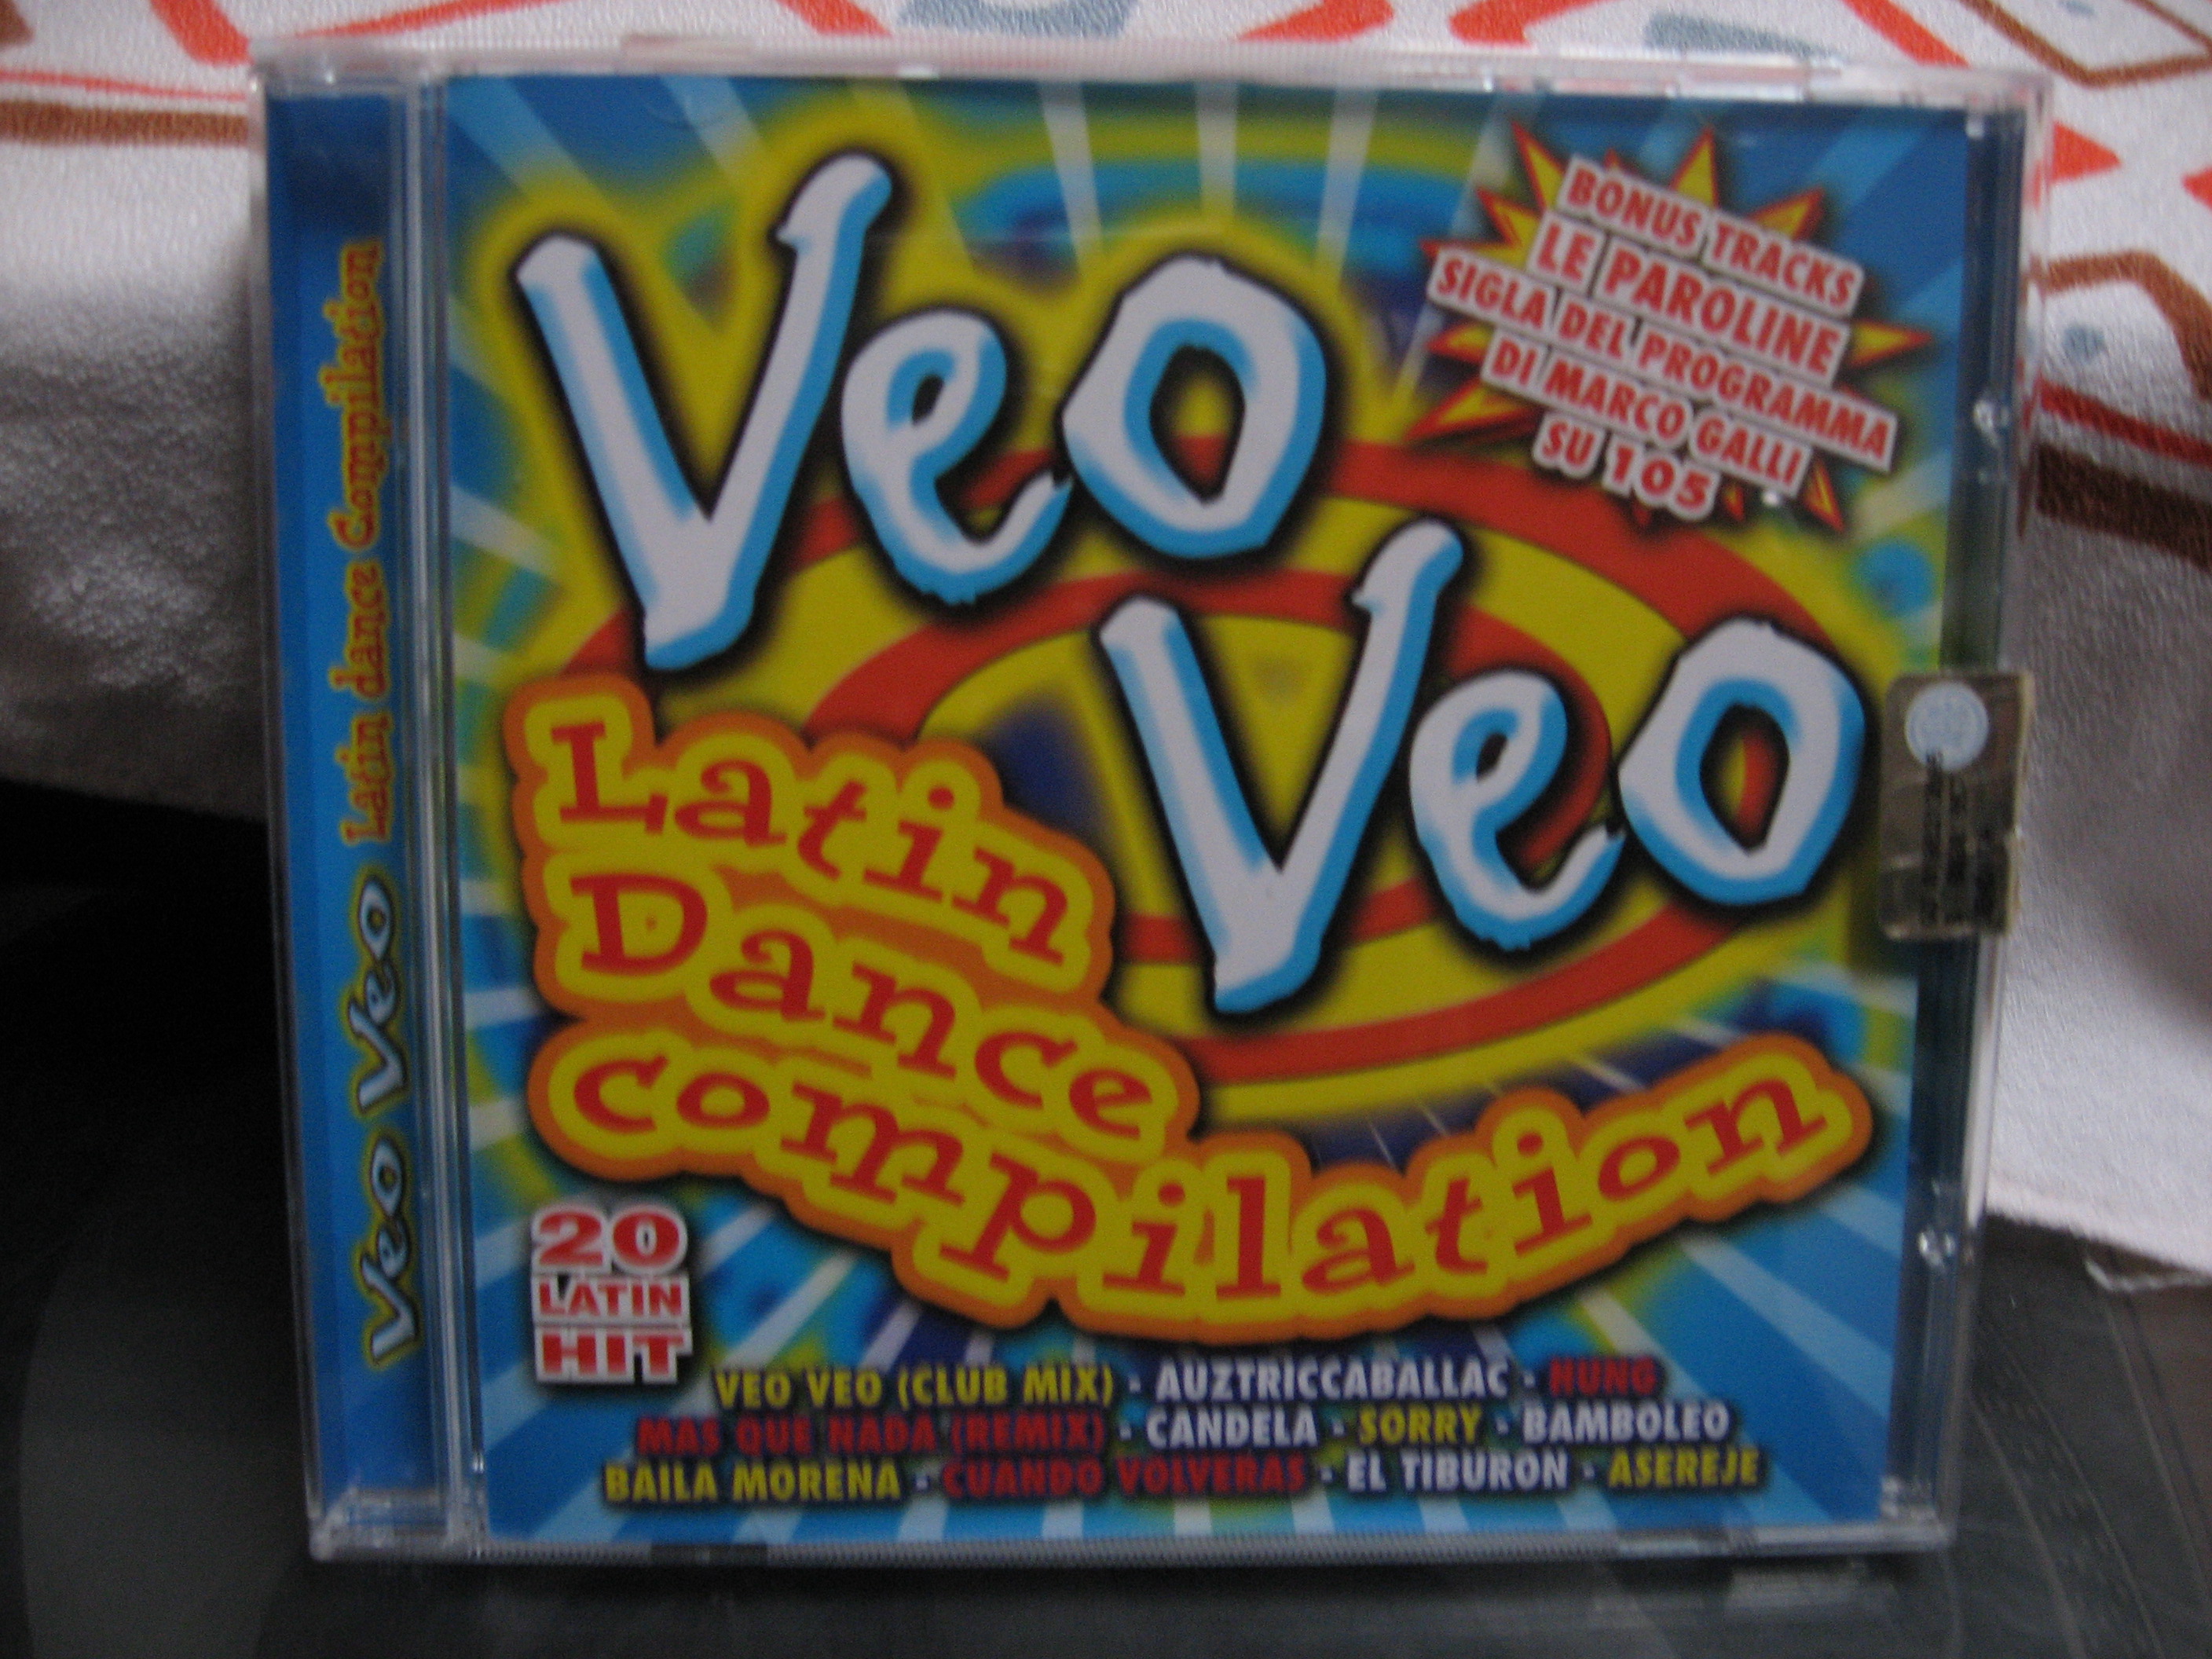 Veo Veo Latin dance Compilation
Veo
Veo
BONUS TRACKS
LE PAROLINE
SIGLA DEL PROGRAMMA
DI MARCO GALLI
SU 105
Latin
Dance
compilation
20
LATIN
HIT
VEO VEO (CLUB MIX) - AUZTRICCABALLAC - HUNG
MAS QUE NADA (REMIX) - CANDELA - SORRY - BAMBOLEO
BAILA MORENA - CUANDO VOLVERAS - EL TIBURON - ASEREJE